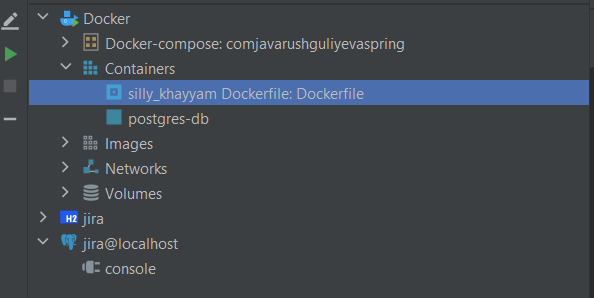 Docker
Docker-compose: comjavarushguliyevaspring
Containers
silly_khayyam Dockerfile: Dockerfile
postgres-db
Images
Networks
Volumes
H2 jira
jira@localhost
console